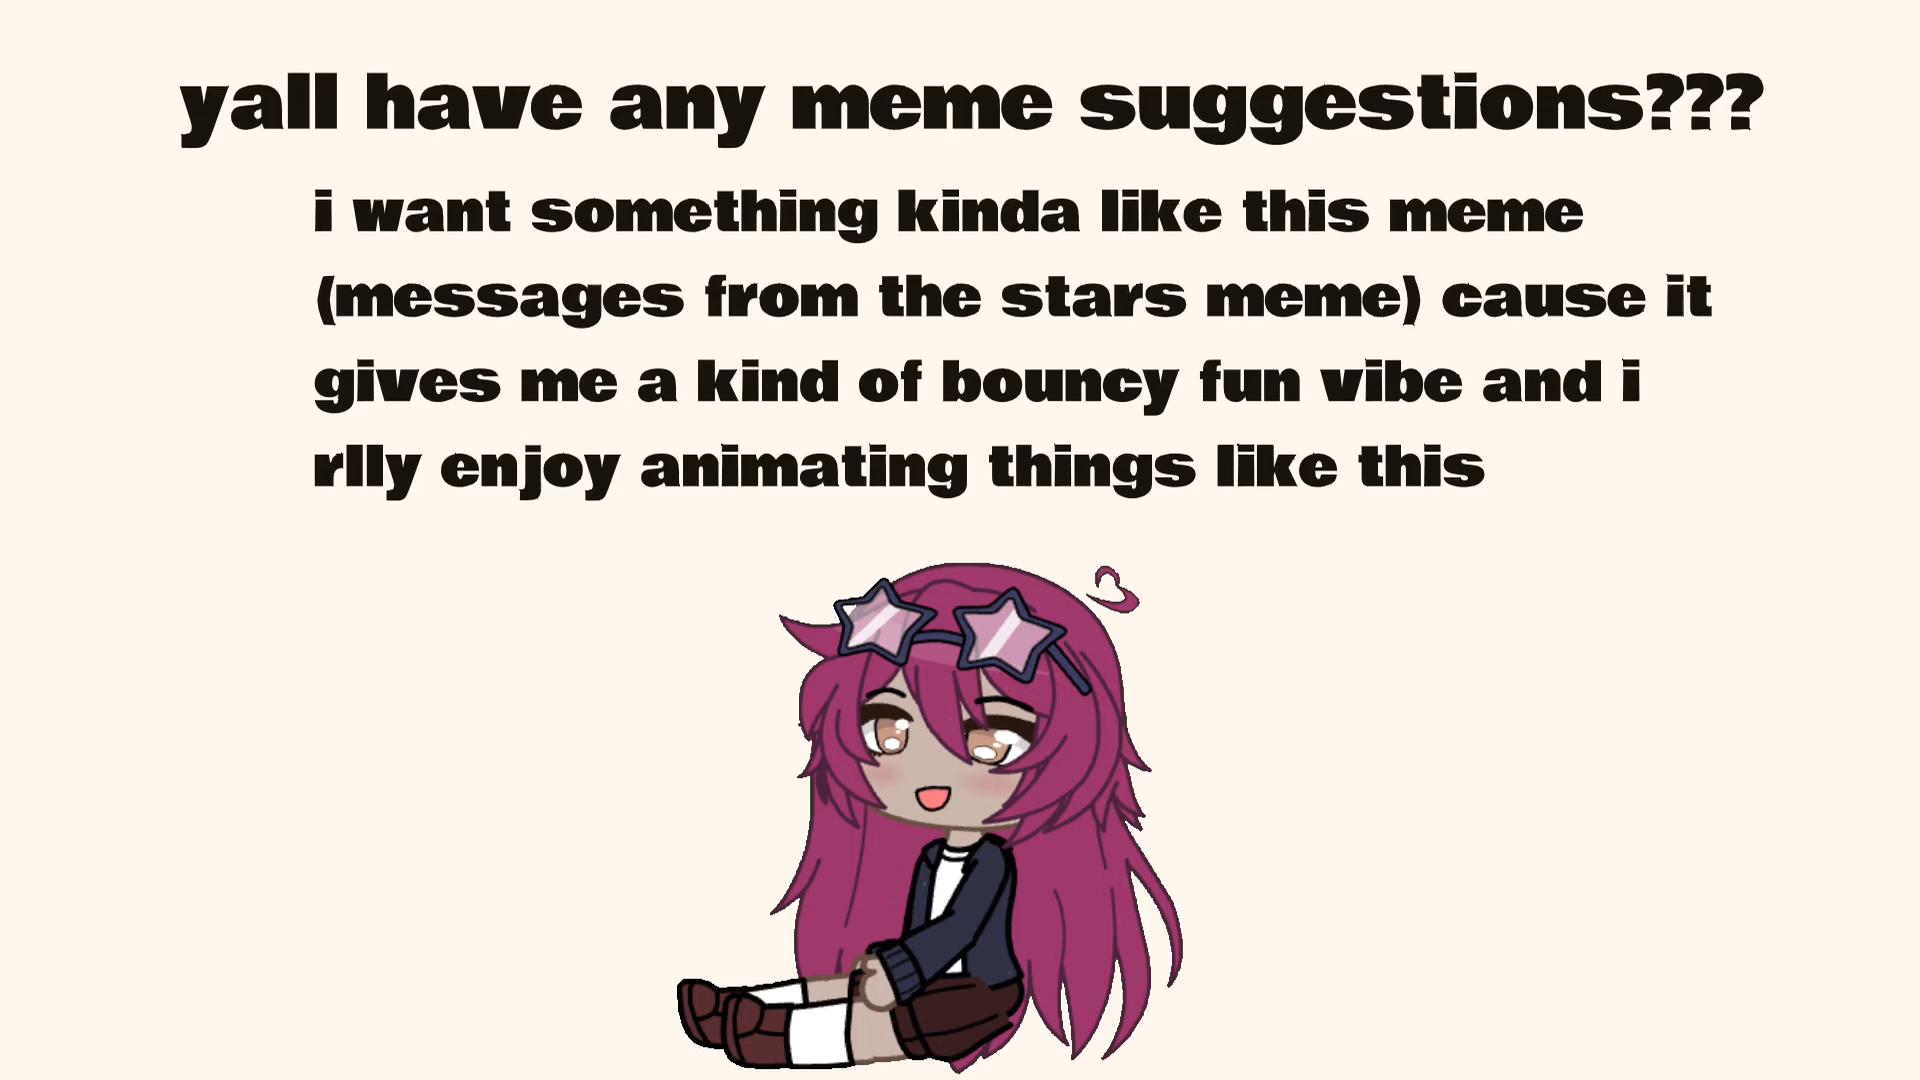 yall have any meme suggestions???
i want something kinda like this meme
(messages from the stars meme) cause it
gives me a kind of bouncy fun vibe and i
rlly enjoy animating things like this